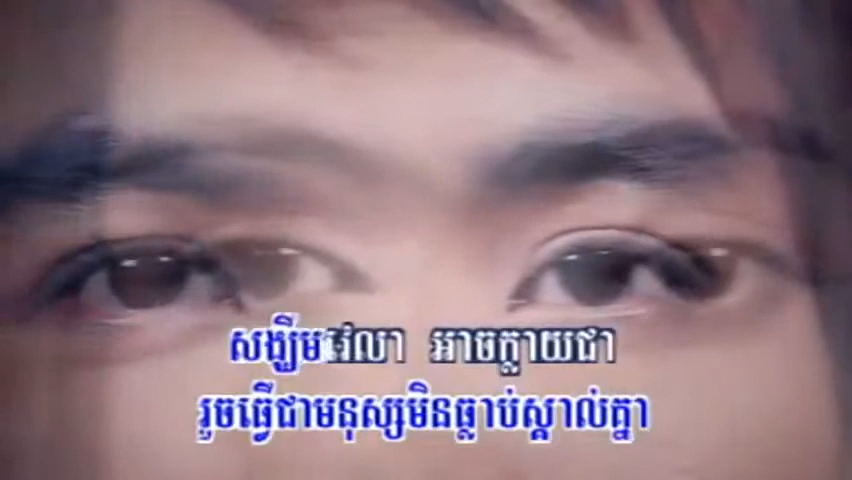 សង្ឃឹមវេលា អាចក្លាយជា
រួចធ្វើជាមនុស្សមិនធ្លាប់ស្គាល់គ្នា